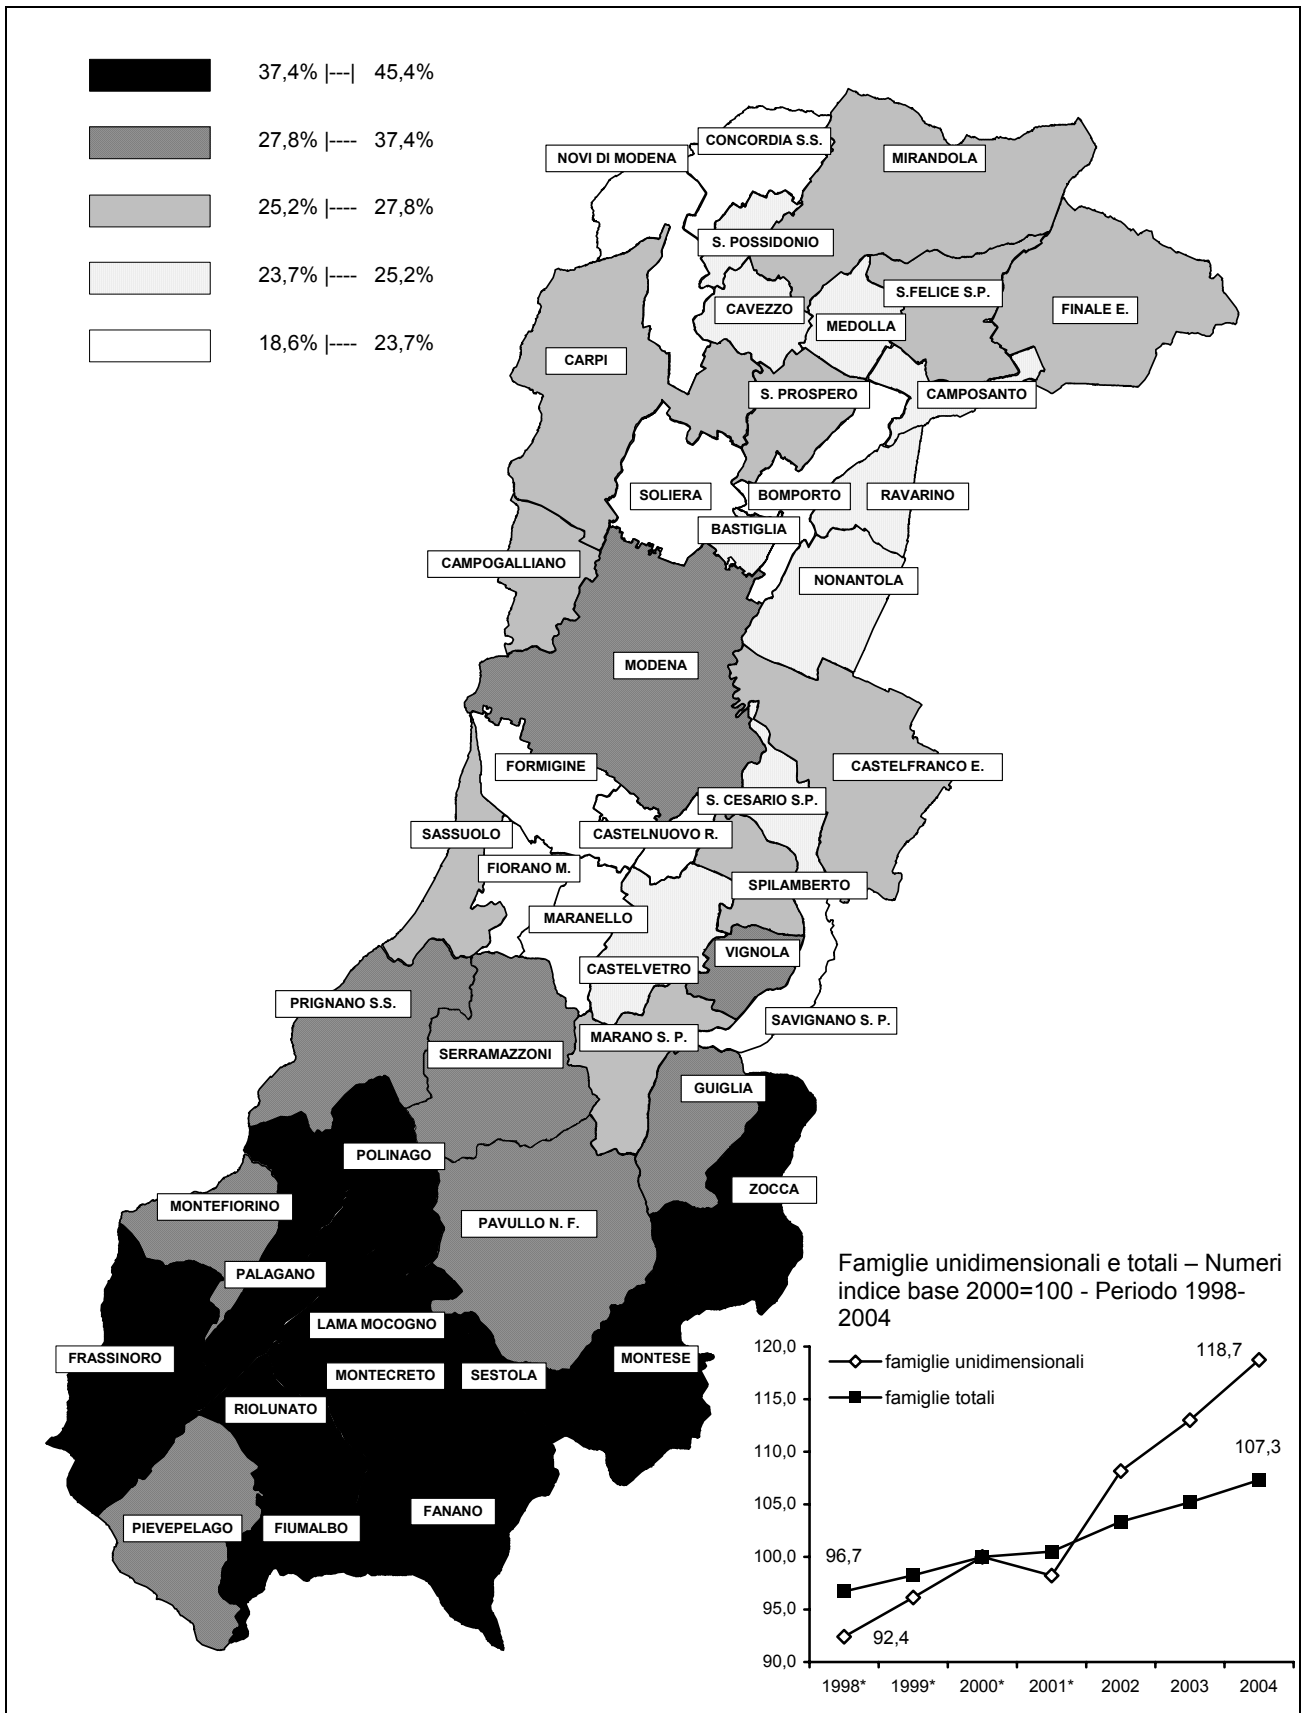 37,4% |---| 45,4%
27,8% |---- 37,4%
25,2% |---- 27,8%
23,7% |---- 25,2%
18,6% |---- 23,7%
CONCORDIA S.S.
NOVI DI MODENA
MIRANDOLA
S. POSSIDONIO
S.FELICE S.P.
CAVEZZO
FINALE E.
MEDOLLA
CARPI
S. PROSPERO
CAMPOSANTO
SOLIERA
BOMPORTO
RAVARINO
BASTIGLIA
CAMPOGALLIANO
NONANTOLA
MODENA
FORMIGINE
CASTELFRANCO E.
S. CESARIO S.P.
SASSUOLO
CASTELNUOVO R.
FIORANO M.
SPILAMBERTO
MARANELLO
VIGNOLA
CASTELVETRO
PRIGNANO S.S.
SAVIGNANO S. P.
MARANO S. P.
SERRAMAZZONI
GUIGLIA
POLINAGO
ZOCCA
MONTEFIORINO
PAVULLO N. F.
PALAGANO
LAMA MOCOGNO
FRASSINORO
MONTESE
MONTECRETO
SESTOLA
RIOLUNATO
FANANO
PIEVEPELAGO
FIUMALBO
Famiglie unidimensionali e totali – Numeri
indice base 2000=100 - Periodo 1998-
2004
120,0
115,0
110,0
105,0
100,0
95,0
90,0
famiglie unidimensionali
famiglie totali
118,7
107,3
96,7
92,4
1998* 1999* 2000* 2001* 2002 2003 2004